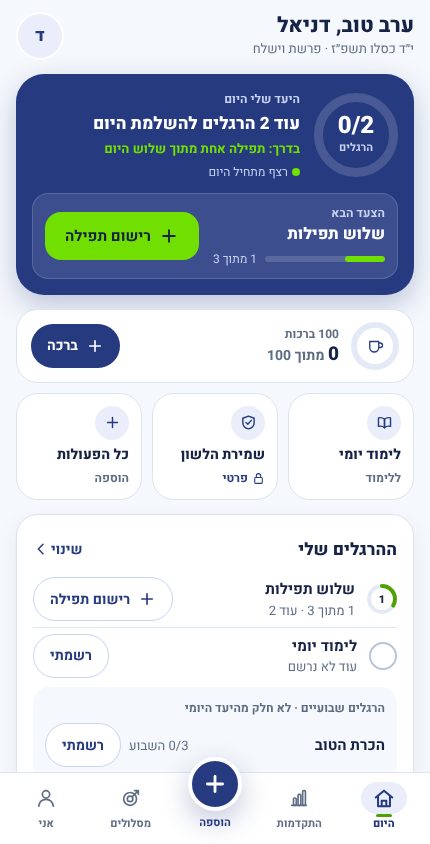 ערב טוב, דניאל
י״ד כסלו תשפ״ז · פרשת וישלח
ד
0/2
הרגלים
היעד שלי היום
עוד 2 הרגלים להשלמת היום
בדרך: תפילה אחת מתוך שלוש היום
רצף מתחיל היום
הצעד הבא
שלוש תפילות
1 מתוך 3
רישום תפילה
100 ברכות
0 מתוך 100
ברכה
לימוד יומי
ללימוד
שמירת הלשון
פרטי
כל הפעולות
הוספה
ההרגלים שלי
שינוי
1
שלוש תפילות
1 מתוך 3 · עוד 2
רישום תפילה
לימוד יומי
עוד לא נרשם
רשמתי
הרגלים שבועיים · לא חלק מהיעד היומי
הכרת הטוב
0/3 השבוע
רשמתי
היום
התקדמות
הוספה
מסלולים
אני